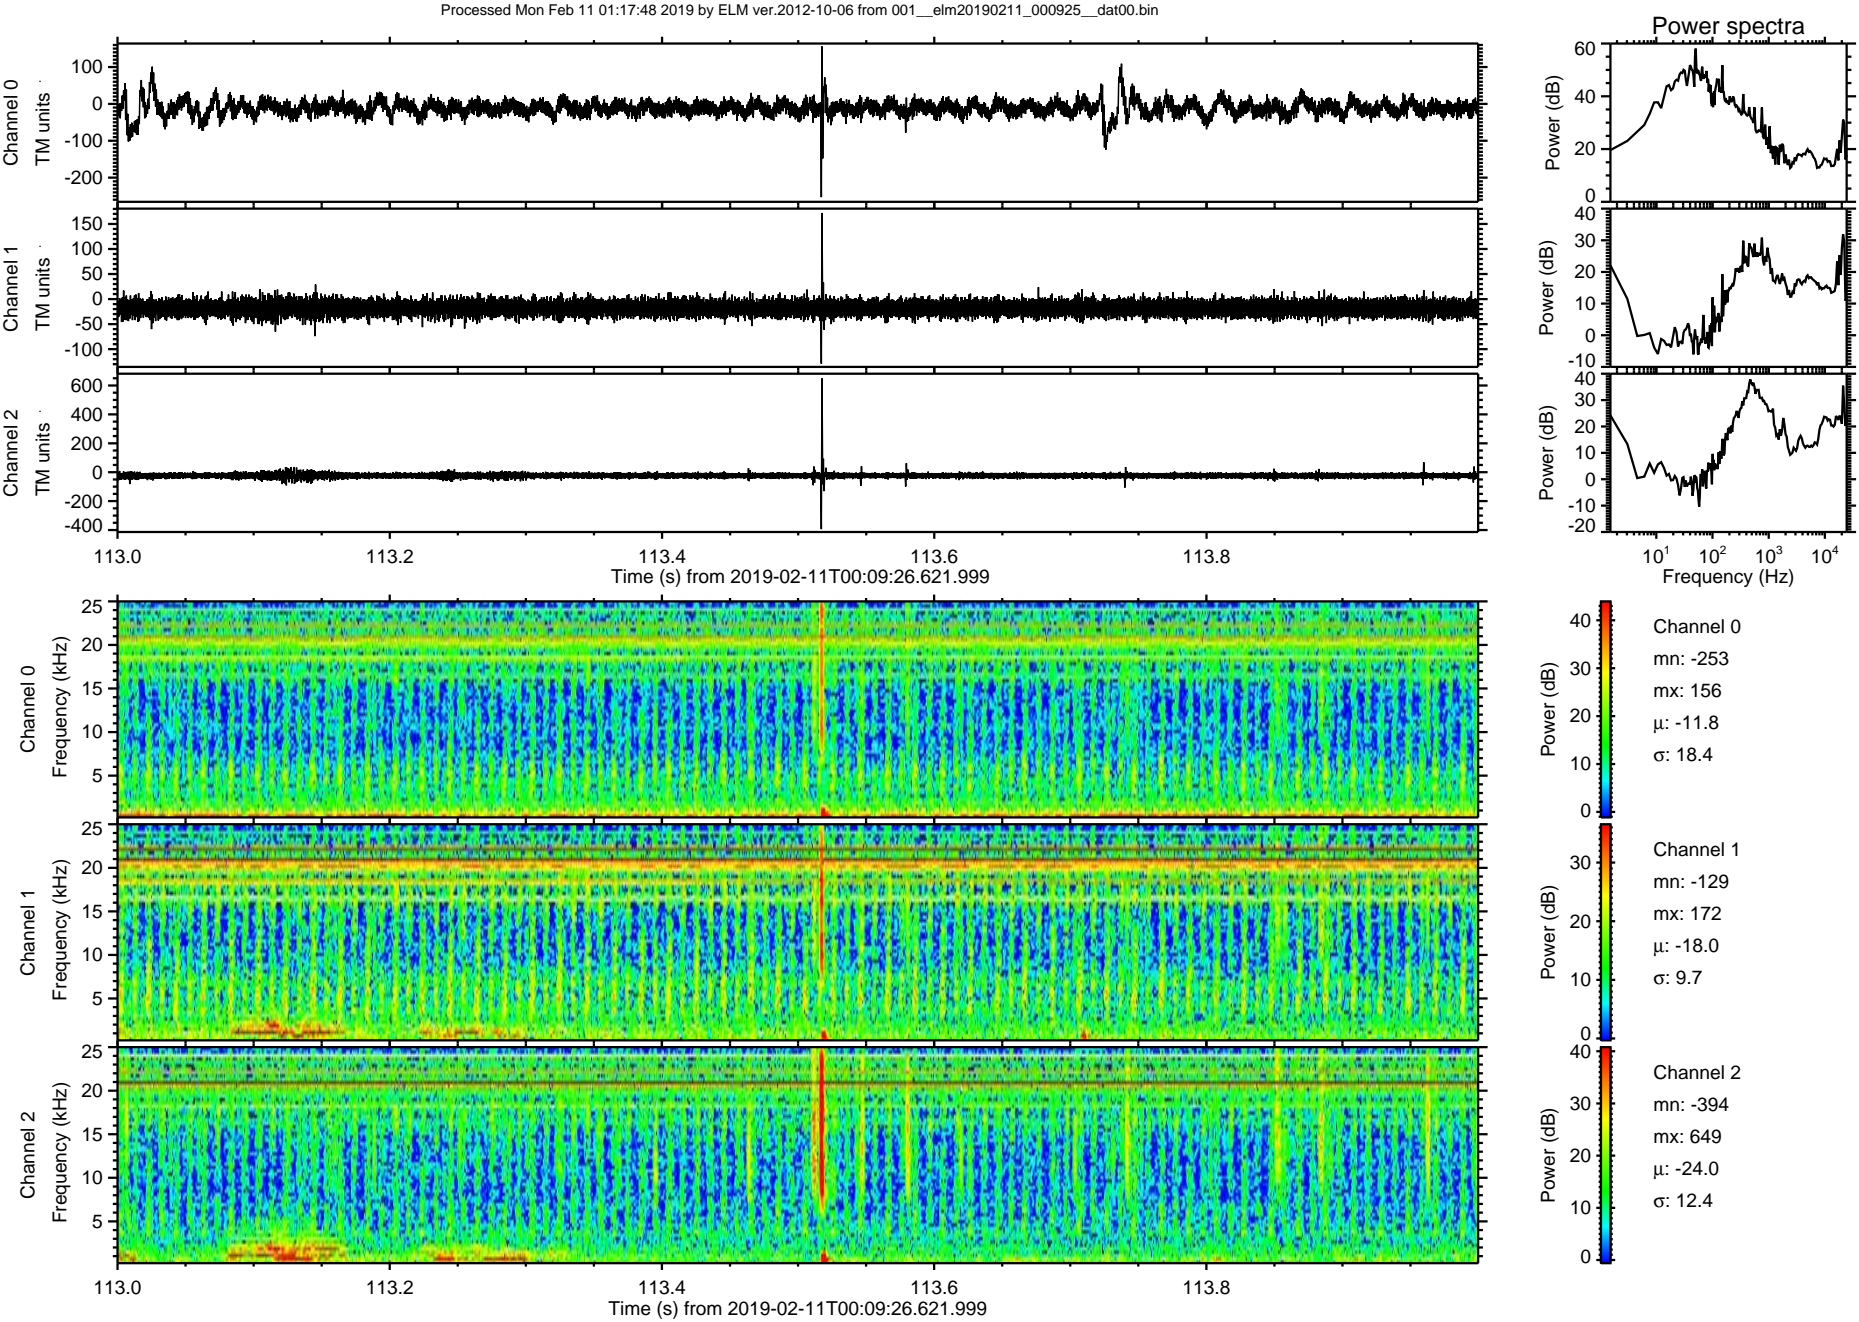 Processed Mon Feb 11 01:17:48 2019 by ELM ver.2012-10-06 from 001__elm20190211_000925__dat00.bin
Power spectra
Channel 0
TM units
100
0
-100
-200
Power (dB)
60
40
20
0
Channel 1
TM units
150
100
50
0
-50
-100
Power (dB)
40
30
20
10
0
-10
Channel 2
TM units
600
400
200
0
-200
-400
Power (dB)
40
30
20
10
0
-10
-20
113.0 113.2 113.4 113.6 113.8
Time (s) from 2019-02-11T00:09:26.621.999
10^1 10^2 10^3 10^4
Frequency (Hz)
Channel 0
Frequency (kHz)
25
20
15
10
5
Power (dB)
40
30
20
10
0
Channel 0
mn: -253
mx: 156
μ: -11.8
σ: 18.4
Channel 1
Frequency (kHz)
25
20
15
10
5
Power (dB)
30
20
10
0
Channel 1
mn: -129
mx: 172
μ: -18.0
σ: 9.7
Channel 2
Frequency (kHz)
25
20
15
10
5
Power (dB)
40
30
20
10
0
Channel 2
mn: -394
mx: 649
μ: -24.0
σ: 12.4
113.0 113.2 113.4 113.6 113.8
Time (s) from 2019-02-11T00:09:26.621.999